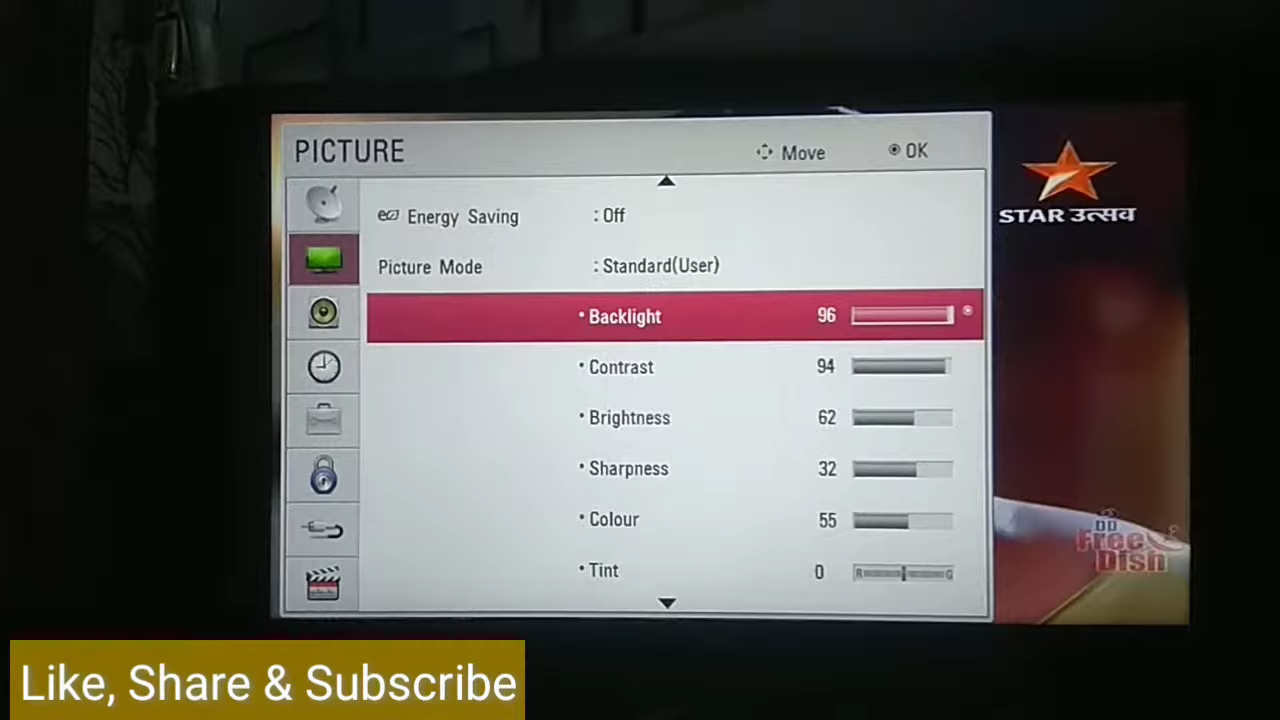 PICTURE
Move
OK
Energy Saving : Off
Picture Mode : Standard(User)
• Backlight 96
• Contrast 94
• Brightness 62
• Sharpness 32
• Colour 55
• Tint 0 R G
STAR उत्सव
DD
Free
Dish
Like, Share & Subscribe